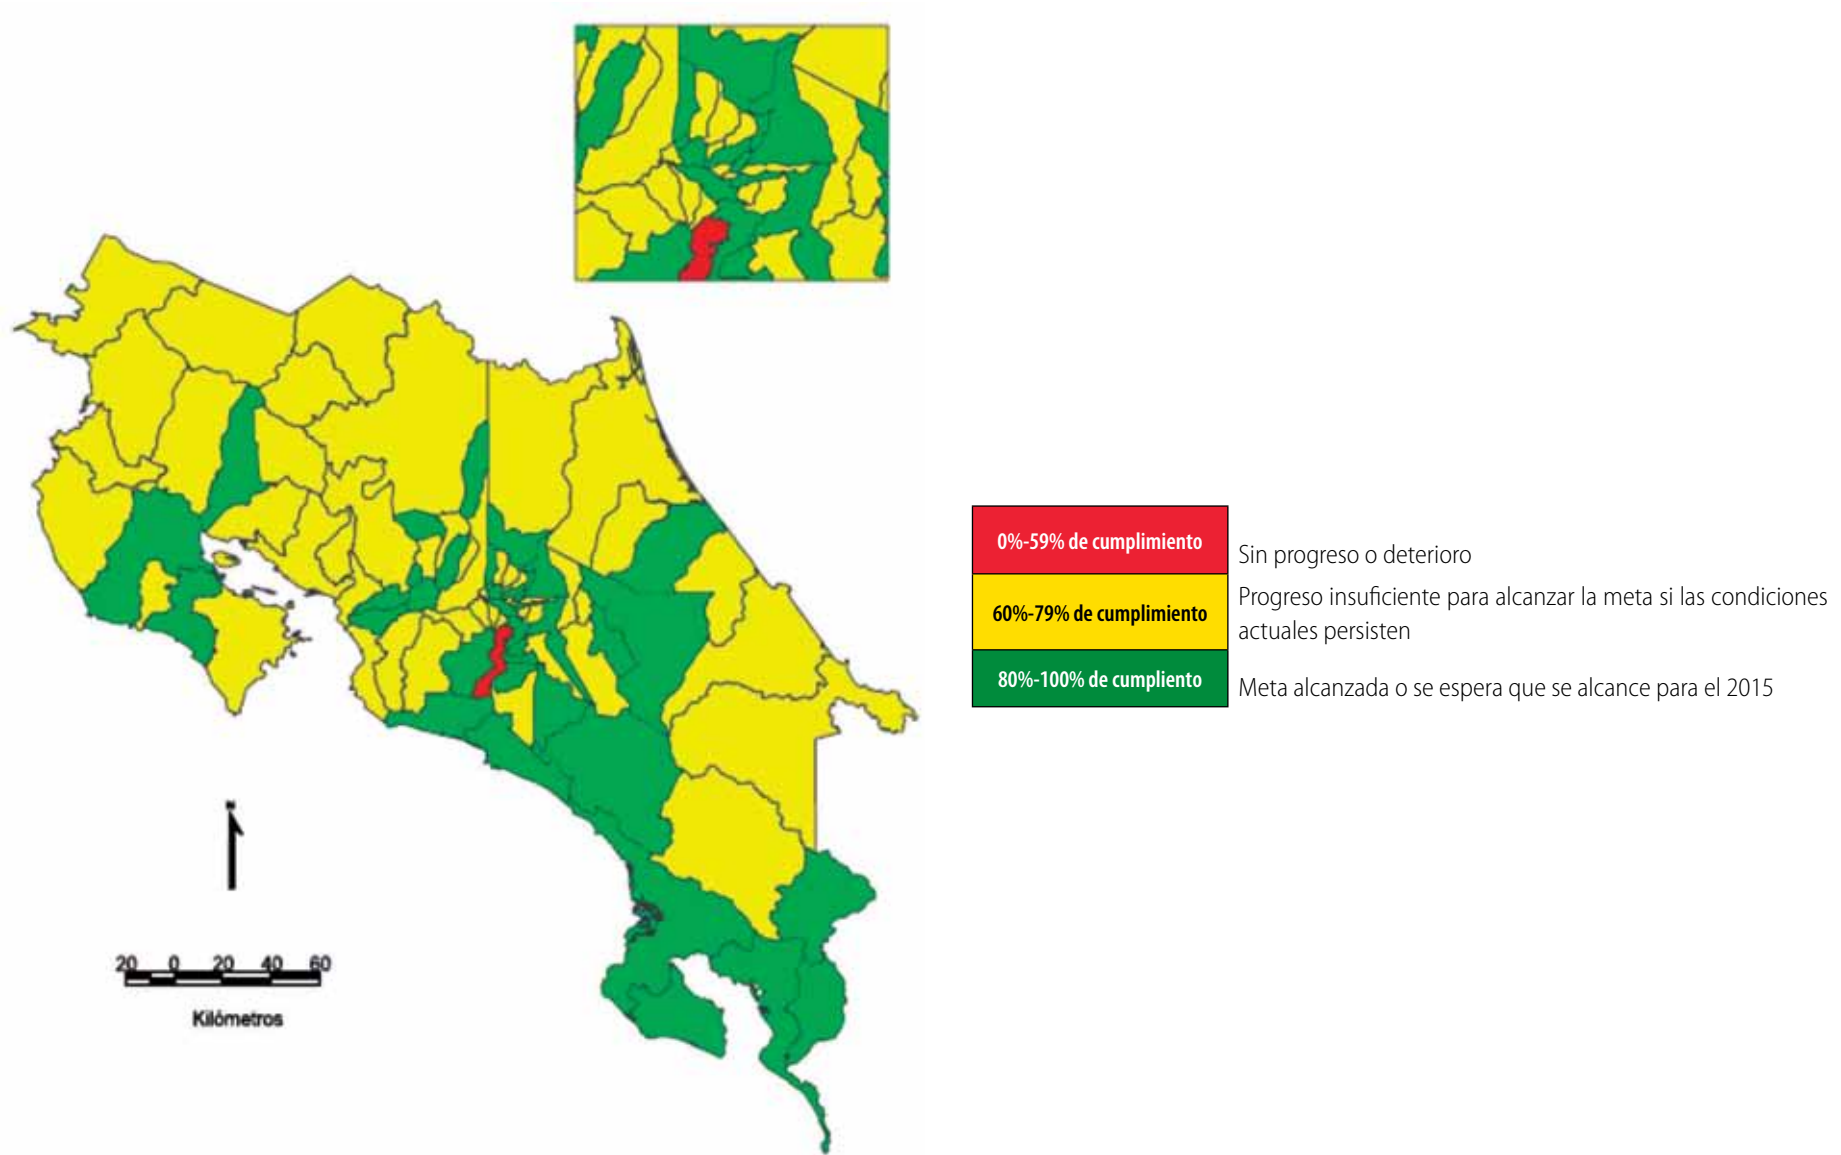 N
20 0 20 40 60
Kilómetros
0%-59% de cumplimiento
Sin progreso o deterioro
60%-79% de cumplimiento
Progreso insuficiente para alcanzar la meta si las condiciones
actuales persisten
80%-100% de cumpliento
Meta alcanzada o se espera que se alcance para el 2015